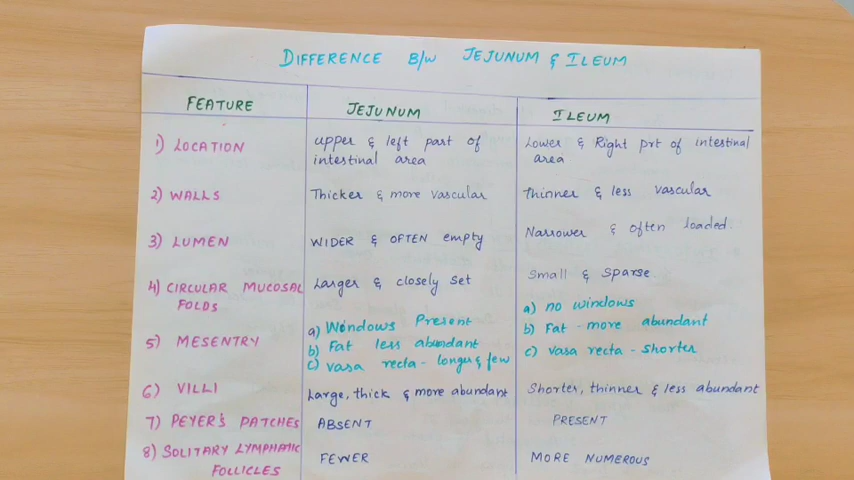 DIFFERENCE B/W JEJUNUM & ILEUM
FEATURE JEJUNUM ILEUM
1) LOCATION
upper & left part of
intestinal area
Lower & Right prt of intestinal
area
2) WALLS
Thicker & more vascular
Thinner & less vascular
3) LUMEN
WIDER & OFTEN empty
Narrower & often loaded.
4) CIRCULAR MUCOSAL
FOLDS
Larger & closely set
Small & sparse
5) MESENTRY
a) Windows Present
b) Fat less abundant
c) vasa recta - longer & few
a) no windows
b) Fat - more abundant
c) vasa recta - shorter
6) VILLI
Large, thick & more abundant
Shorter, thinner & less abundant
7) PEYER'S PATCHES
ABSENT
PRESENT
8) SOLITARY LYMPHATIC
FOLLICLES
FEWER
MORE NUMEROUS